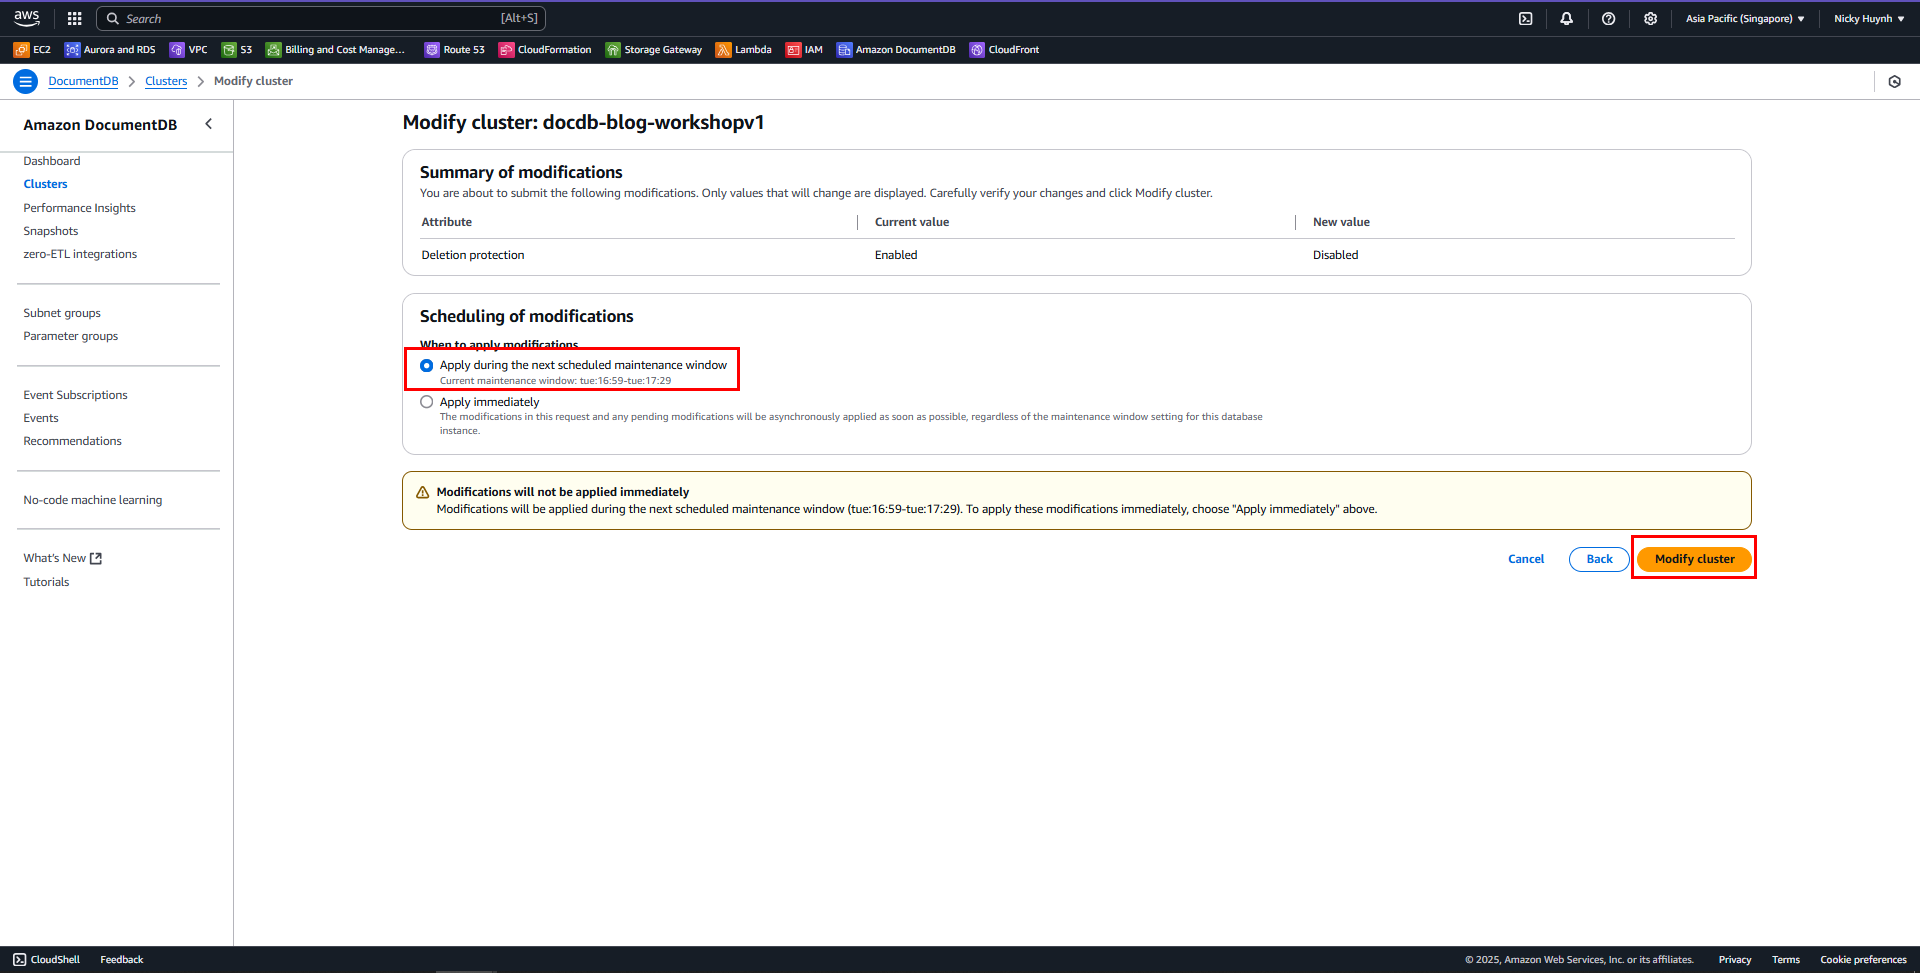 aws
Search [Alt+S]
Asia Pacific (Singapore) Nicky Huynh
EC2 Aurora and RDS VPC S3 Billing and Cost Manage... Route 53 CloudFormation Storage Gateway Lambda IAM Amazon DocumentDB CloudFront
DocumentDB Clusters Modify cluster
Amazon DocumentDB
Dashboard
Clusters
Performance Insights
Snapshots
zero-ETL integrations
Subnet groups
Parameter groups
Event Subscriptions
Events
Recommendations
No-code machine learning
What's New
Tutorials
Modify cluster: docdb-blog-workshopv1
Summary of modifications
You are about to submit the following modifications. Only values that will change are displayed. Carefully verify your changes and click Modify cluster.
Attribute Current value New value
Deletion protection Enabled Disabled
Scheduling of modifications
When to apply modifications
Apply during the next scheduled maintenance window
Current maintenance window: tue:16:59-tue:17:29
Apply immediately
The modifications in this request and any pending modifications will be asynchronously applied as soon as possible, regardless of the maintenance window setting for this database
instance.
Modifications will not be applied immediately
Modifications will be applied during the next scheduled maintenance window (tue:16:59-tue:17:29). To apply these modifications immediately, choose "Apply immediately" above.
Cancel Back Modify cluster
CloudShell Feedback
© 2025, Amazon Web Services, Inc. or its affiliates. Privacy Terms Cookie preferences